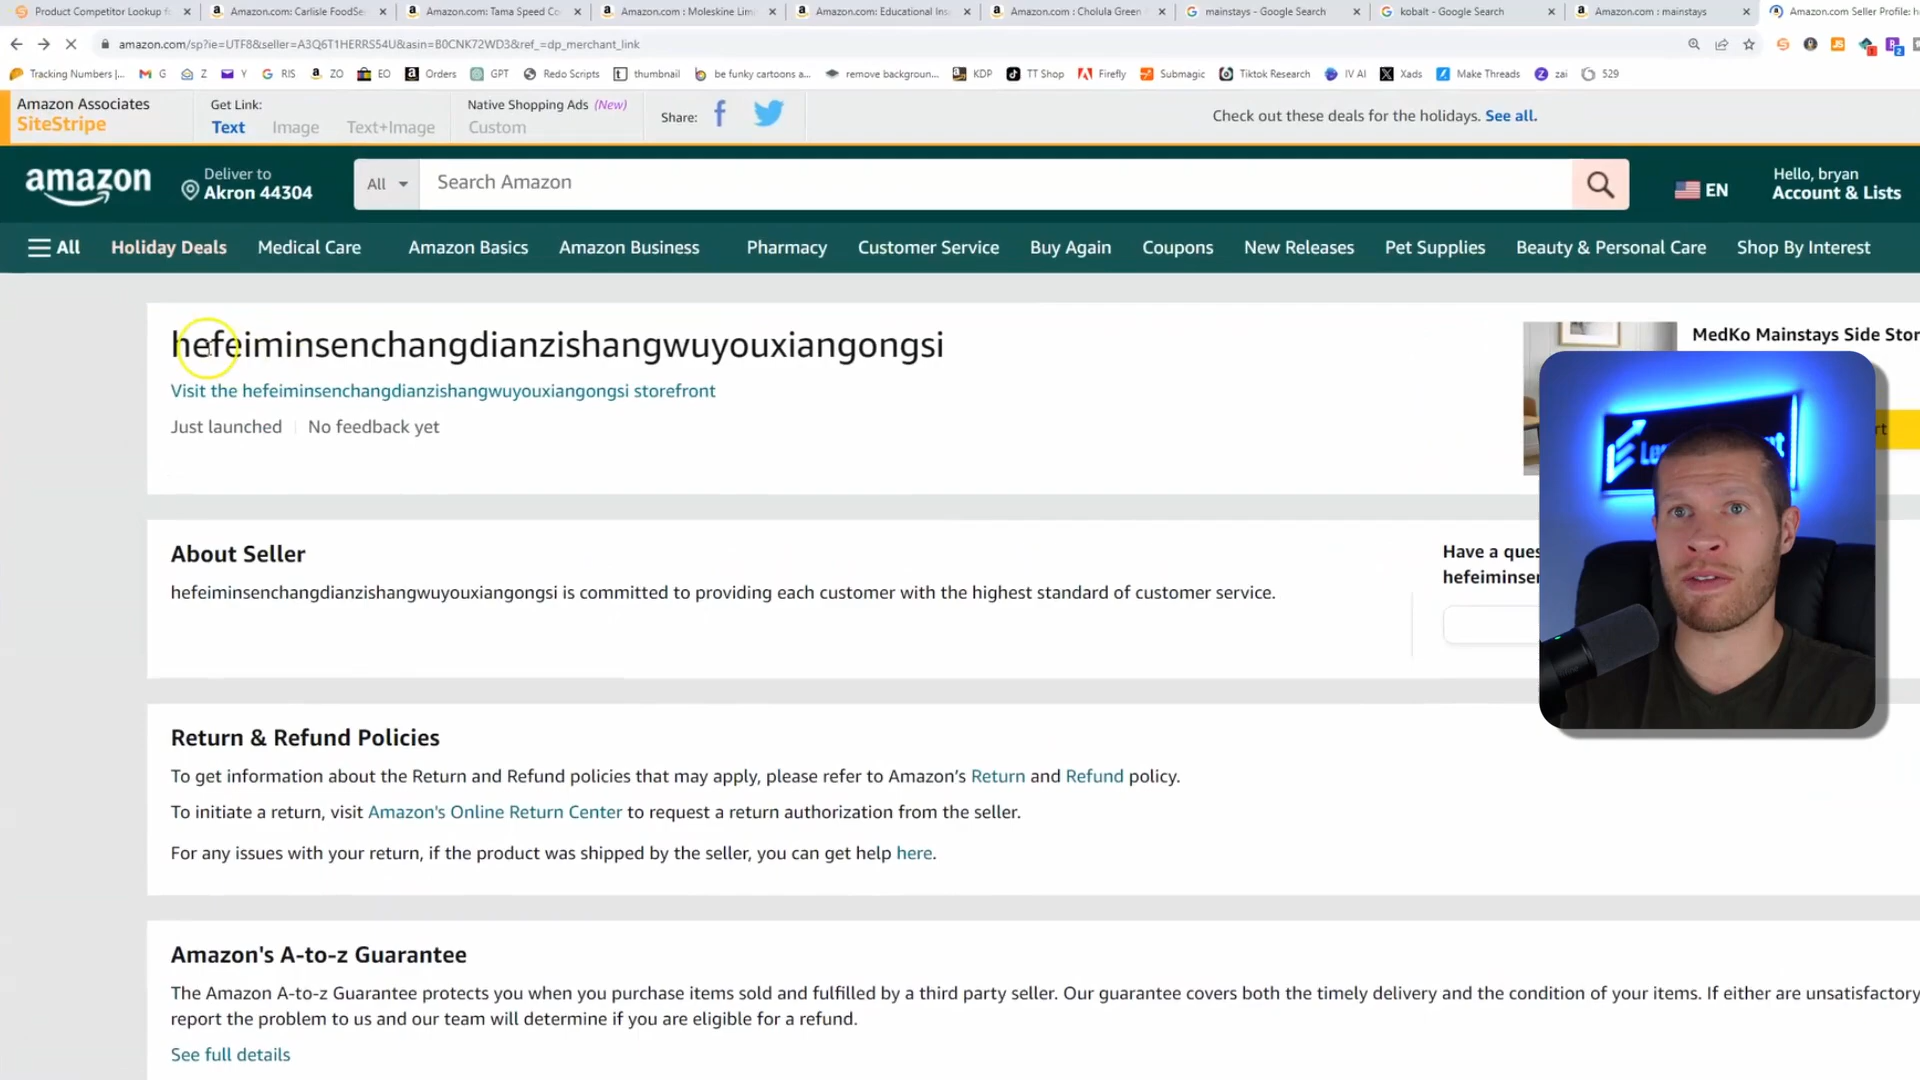 Product Competitor Lookup f
Amazon.com: Carlisle FoodSe
Amazon.com: Tama Speed Co
Amazon.com : Moleskine Lim
Amazon.com: Educational Ins
Amazon.com : Cholula Green
mainstays - Google Search
kobalt - Google Search
Amazon.com : mainstays
Amazon.com Seller Profile: h
amazon.com/sp?ie=UTF8&seller=A3Q6T1HERRS54U&asin=B0CNK72WD3&ref_=dp_merchant_link
Tracking Numbers |... G Z Y RIS ZO EO Orders GPT Redo Scripts thumbnail be funky cartoons a... remove backgroun... KDP TT Shop Firefly Submagic Tiktok Research IV AI Xads Make Threads zai 529
Amazon Associates
SiteStripe
Get Link:
Text Image Text+Image
Native Shopping Ads (New)
Custom
Share:
Check out these deals for the holidays. See all.
amazon
Deliver to
Akron 44304
All
Search Amazon
EN
Hello, bryan
Account & Lists
All Holiday Deals Medical Care Amazon Basics Amazon Business Pharmacy Customer Service Buy Again Coupons New Releases Pet Supplies Beauty & Personal Care Shop By Interest
hefeiminsenchangdianzishangwuyouxiangongsi
Visit the hefeiminsenchangdianzishangwuyouxiangongsi storefront
Just launched | No feedback yet
MedKo Mainstays Side Stor
rt
About Seller
hefeiminsenchangdianzishangwuyouxiangongsi is committed to providing each customer with the highest standard of customer service.
Have a ques
hefeiminser
Return & Refund Policies
To get information about the Return and Refund policies that may apply, please refer to Amazon's Return and Refund policy.
To initiate a return, visit Amazon's Online Return Center to request a return authorization from the seller.
For any issues with your return, if the product was shipped by the seller, you can get help here.
Amazon's A-to-z Guarantee
The Amazon A-to-z Guarantee protects you when you purchase items sold and fulfilled by a third party seller. Our guarantee covers both the timely delivery and the condition of your items. If either are unsatisfactory
report the problem to us and our team will determine if you are eligible for a refund.
See full details